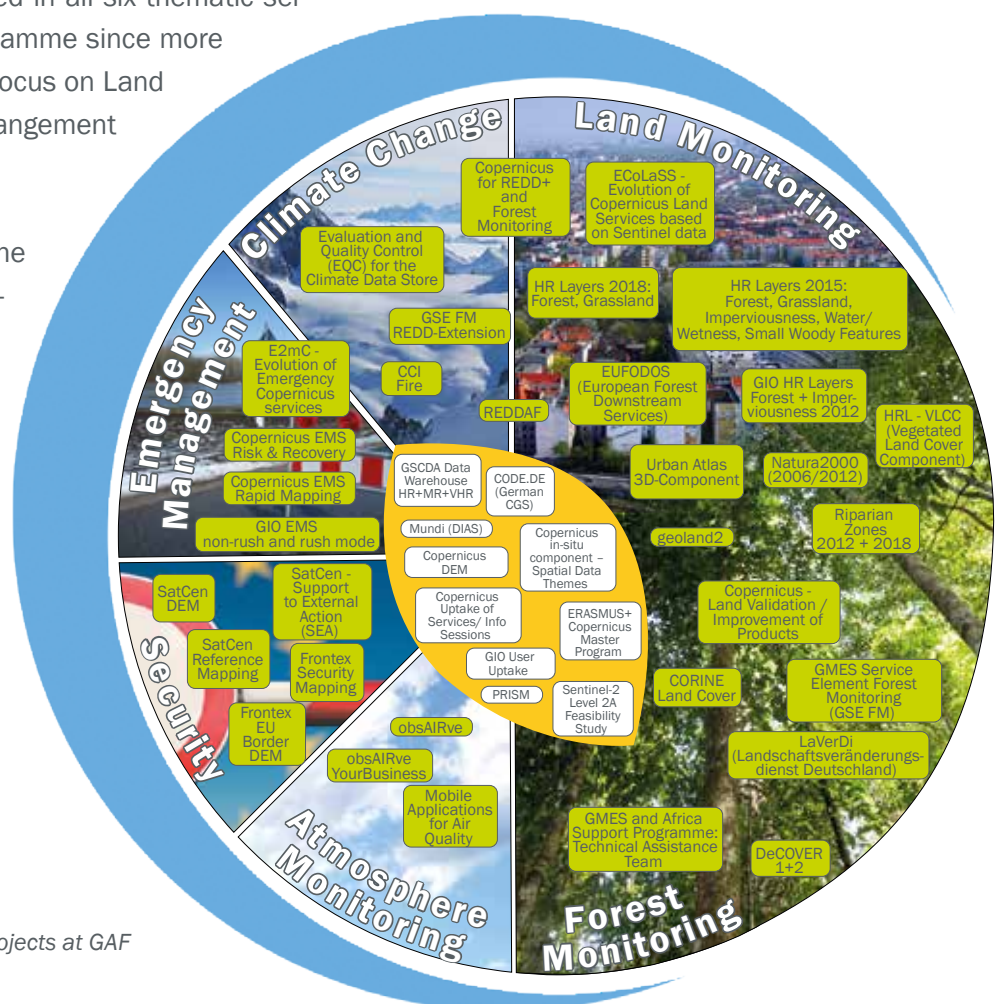 ed in all six thematic ser-
amme since more
ocus on Land
angement
ne
-
Climate Change
Evaluation and
Quality Control
(EQC) for the
Climate Data Store
GSE FM
REDD-Extension
CCI
Fire
Copernicus
for REDD+
and
Forest
Monitoring
REDDAF
Land Monitoring
ECoLaSS -
Evolution of
Copernicus Land
Services based
on Sentinel data
HR Layers 2018:
Forest, Grassland
HR Layers 2015:
Forest, Grassland,
Imperviousness, Water/
Wetness, Small Woody Features
EUFODOS
(European Forest
Downstream
Services)
GIO HR Layers
Forest + Imper-
viousness 2012
HRL - VLCC
(Vegetated
Land Cover
Component)
Urban Atlas
3D-Component
Natura2000
(2006/2012)
geoland2
Riparian
Zones
2012 + 2018
Copernicus -
Land Validation /
Improvement of
Products
CORINE
Land Cover
GMES Service
Element Forest
Monitoring
(GSE FM)
LaVerDi
(Landschaftsveränderungs-
dienst Deutschland)
GMES and Africa
Support Programme:
Technical Assistance
Team
DeCOVER
1+2
Forest
Monitoring
Emergency
Management
E2mC -
Evolution of
Emergency
Copernicus
services
Copernicus EMS
Risk & Recovery
Copernicus EMS
Rapid Mapping
GIO EMS
non-rush and rush mode
GSCDA Data
Warehouse
HR+MR+VHR
CODE.DE
(German
CGS)
Mundi (DIAS)
Copernicus
DEM
Copernicus
in-situ
component –
Spatial Data
Themes
Copernicus
Uptake of
Services/ Info
Sessions
ERASMUS+
Copernicus
Master
Program
GIO User
Uptake
PRISM
Sentinel-2
Level 2A
Feasibility
Study
Security
SatCen
DEM
SatCen -
Support
to External
Action
(SEA)
SatCen
Reference
Mapping
Frontex
Security
Mapping
Frontex
EU
Border
DEM
Atmosphere
Monitoring
obsAIRve
obsAIRve
YourBusiness
Mobile
Applications
for Air
Quality
ojects at GAF